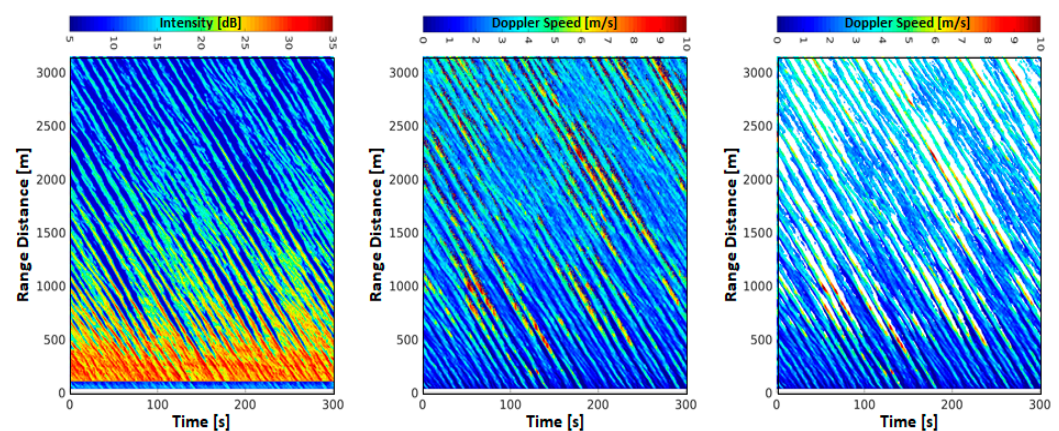 Intensity [dB]
5 10 15 20 25 30 35
Range Distance [m]
3000
2500
2000
1500
1000
500
0
0 100 200 300
Time [s]
Doppler Speed [m/s]
0 1 2 3 4 5 6 7 8 9 10
Range Distance [m]
3000
2500
2000
1500
1000
500
0
0 100 200 300
Time [s]
Doppler Speed [m/s]
0 1 2 3 4 5 6 7 8 9 10
Range Distance [m]
3000
2500
2000
1500
1000
500
0
0 100 200 300
Time [s]